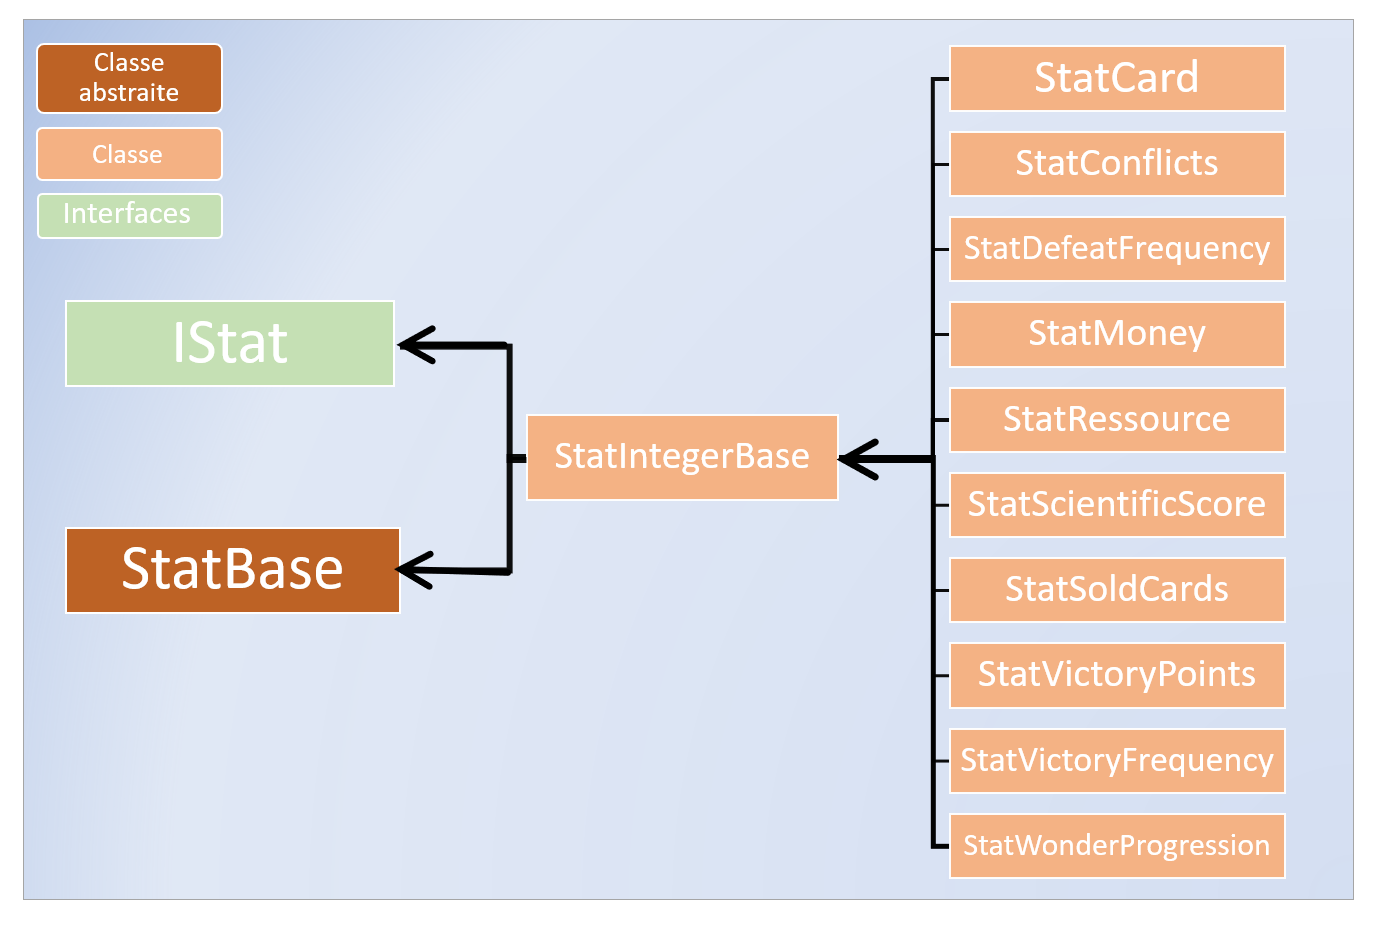 Classe
abstraite
Classe
Interfaces
IStat
StatBase
StatIntegerBase
StatCard
StatConflicts
StatDefeatFrequency
StatMoney
StatRessource
StatScientificScore
StatSoldCards
StatVictoryPoints
StatVictoryFrequency
StatWonderProgression